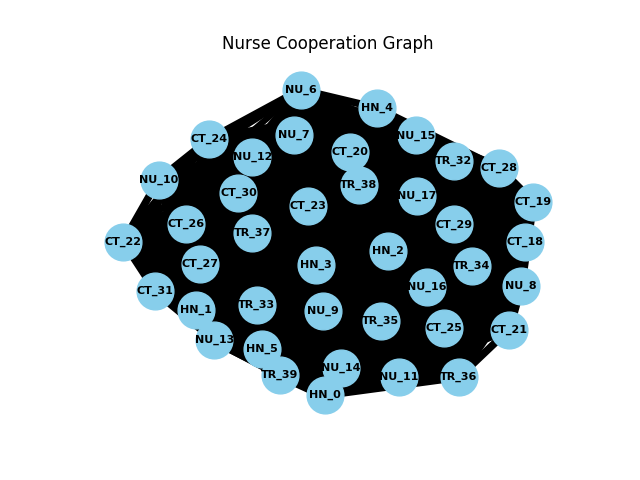 Nurse Cooperation Graph
NU_6
HN_4
NU_7
NU_15
CT_24
CT_20
NU_12
TR_32
CT_28
NU_10
TR_38
CT_30
NU_17
CT_19
CT_23
CT_26
CT_29
TR_37
CT_22
CT_18
HN_2
CT_27
HN_3
TR_34
NU_8
NU_16
CT_31
TR_33
HN_1
NU_9
TR_35
CT_25
CT_21
NU_13
HN_5
NU_14
TR_39
NU_11
TR_36
HN_0